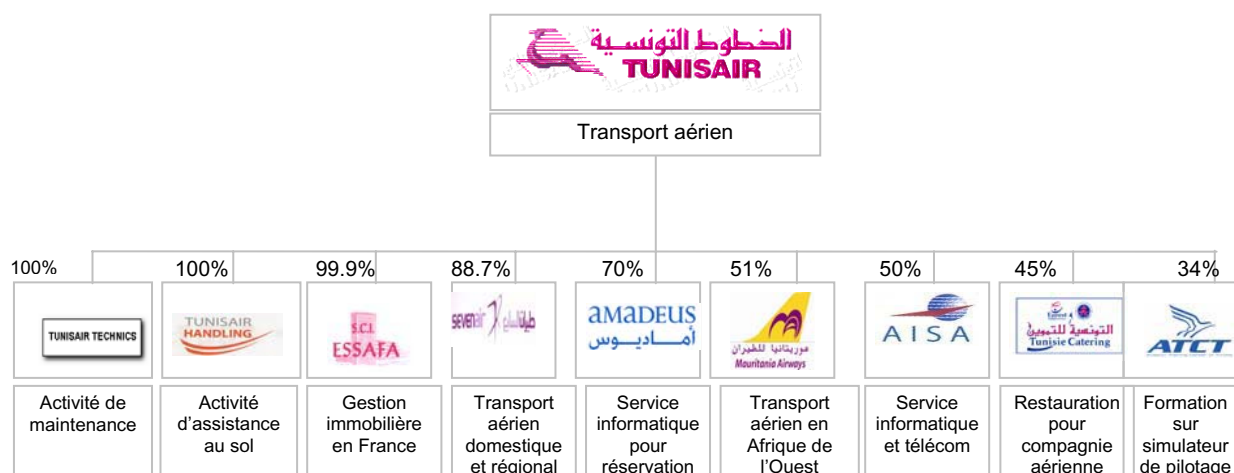 الخطوط التونسية
TUNISAIR
Transport aérien
100%
100%
99.9%
88.7%
70%
51%
50%
45%
34%
TUNISAIR TECHNICS
TUNISAIR
HANDLING
S.C.I.
ESSAFA
sevenair
amadeus
أماديوس
موريتانيا للطيران
Mauritania Airways
AISA
التونسية للتموين
Tunisie Catering
ATCT
Activité de
maintenance
Activité
d’assistance
au sol
Gestion
immobilière
en France
Transport
aérien
domestique
et régional
Service
informatique
pour
réservation
Transport
aérien en
Afrique de
l’Ouest
Service
informatique
et télécom
Restauration
pour
compagnie
aérienne
Formation
sur
simulateur
de pilotage